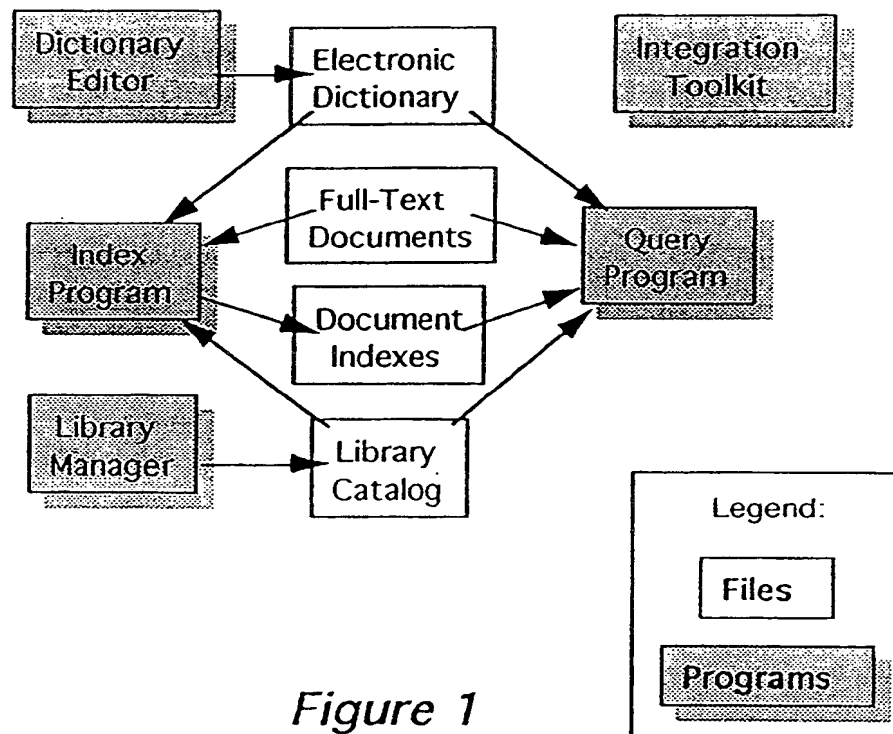 Dictionary
Editor
Electronic
Dictionary
Integration
Toolkit
Full-Text
Documents
Index
Program
Query
Program
Document
Indexes
Library
Manager
Library
Catalog
Legend:
Files
Programs
Figure 1